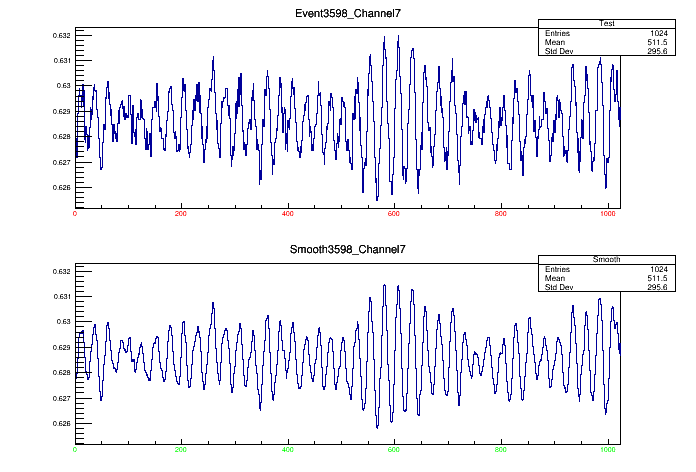 Event3598_Channel7
Test
Entries 1024
Mean 511.5
Std Dev 295.6
0.632
0.631
0.63
0.629
0.628
0.627
0.626
0 200 400 600 800 1000
Smooth3598_Channel7
Smooth
Entries 1024
Mean 511.5
Std Dev 295.6
0.632
0.631
0.63
0.629
0.628
0.627
0.626
0 200 400 600 800 1000